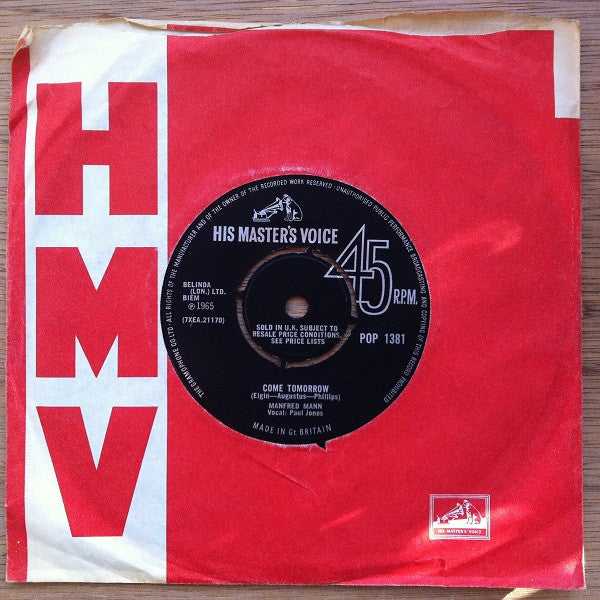 HMV
THE GRAMOPHONE CO LTD · ALL RIGHTS OF THE MANUFACTURER AND OF THE OWNER OF THE RECORDED WORK RESERVED · UNAUTHORISED PUBLIC PERFORMANCE BROADCASTING AND COPYING OF THIS RECORD PROHIBITED
HIS MASTER'S VOICE
45 R.P.M.
BELINDA
(LDN.) LTD.
BIEM
℗ 1965
(7XEA.21170)
SOLD IN U.K. SUBJECT TO
RESALE PRICE CONDITIONS,
SEE PRICE LISTS
POP 1381
COME TOMORROW
(Elgin—Augustus—Phillips)
MANFRED MANN
Vocal: Paul Jones
MADE IN Gt. BRITAIN
HIS MASTER'S VOICE